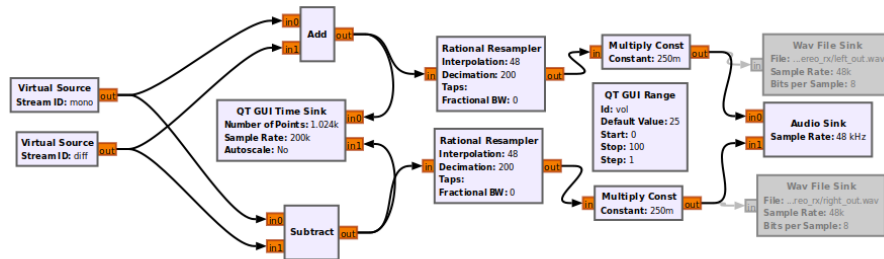 Virtual Source
Stream ID: mono
out
Virtual Source
Stream ID: diff
out
in0
in1
Add
out
QT GUI Time Sink
Number of Points: 1.024k
Sample Rate: 200k
Autoscale: No
in0
in1
in0
in1
Subtract
out
in
Rational Resampler
Interpolation: 48
Decimation: 200
Taps:
Fractional BW: 0
out
in
Rational Resampler
Interpolation: 48
Decimation: 200
Taps:
Fractional BW: 0
out
in
Multiply Const
Constant: 250m
out
QT GUI Range
Id: vol
Default Value: 25
Start: 0
Stop: 100
Step: 1
in
Multiply Const
Constant: 250m
out
in
Wav File Sink
File: ...ereo_rx/left_out.wav
Sample Rate: 48k
Bits per Sample: 8
in0
in1
Audio Sink
Sample Rate: 48 kHz
in
Wav File Sink
File: ...reo_rx/right_out.wav
Sample Rate: 48k
Bits per Sample: 8